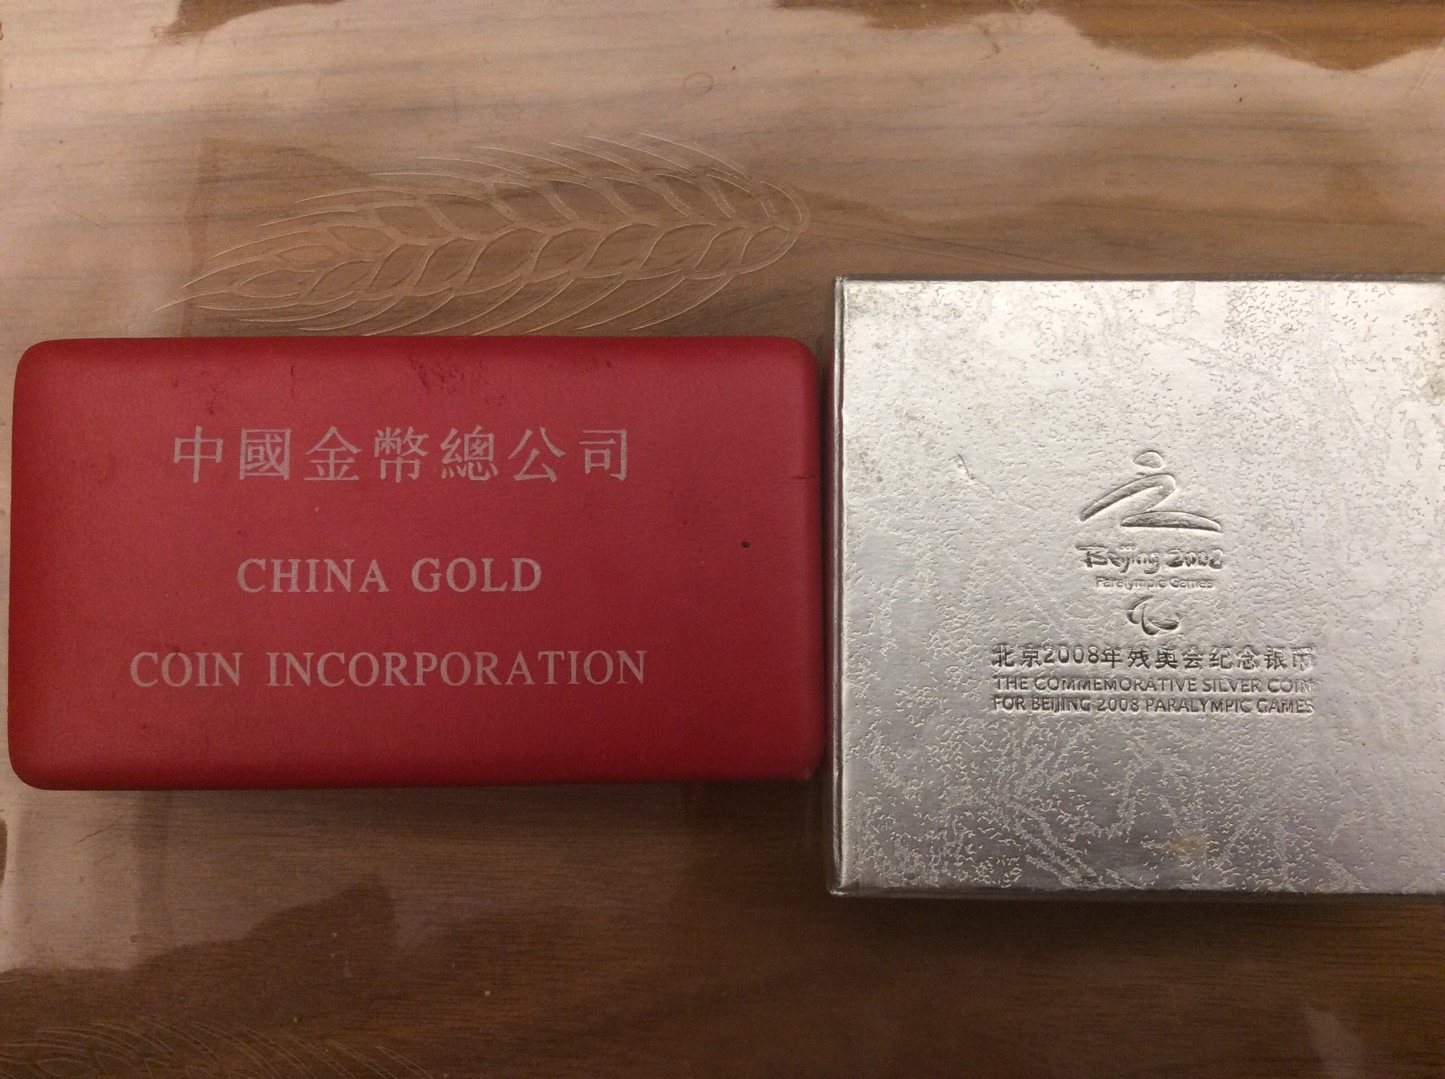 中國金幣總公司
CHINA GOLD
COIN INCORPORATION
Beijing 2008
Paralympic Games
北京2008年残奥会纪念银币
THE COMMEMORATIVE SILVER COIN
FOR BEIJING 2008 PARALYMPIC GAMES